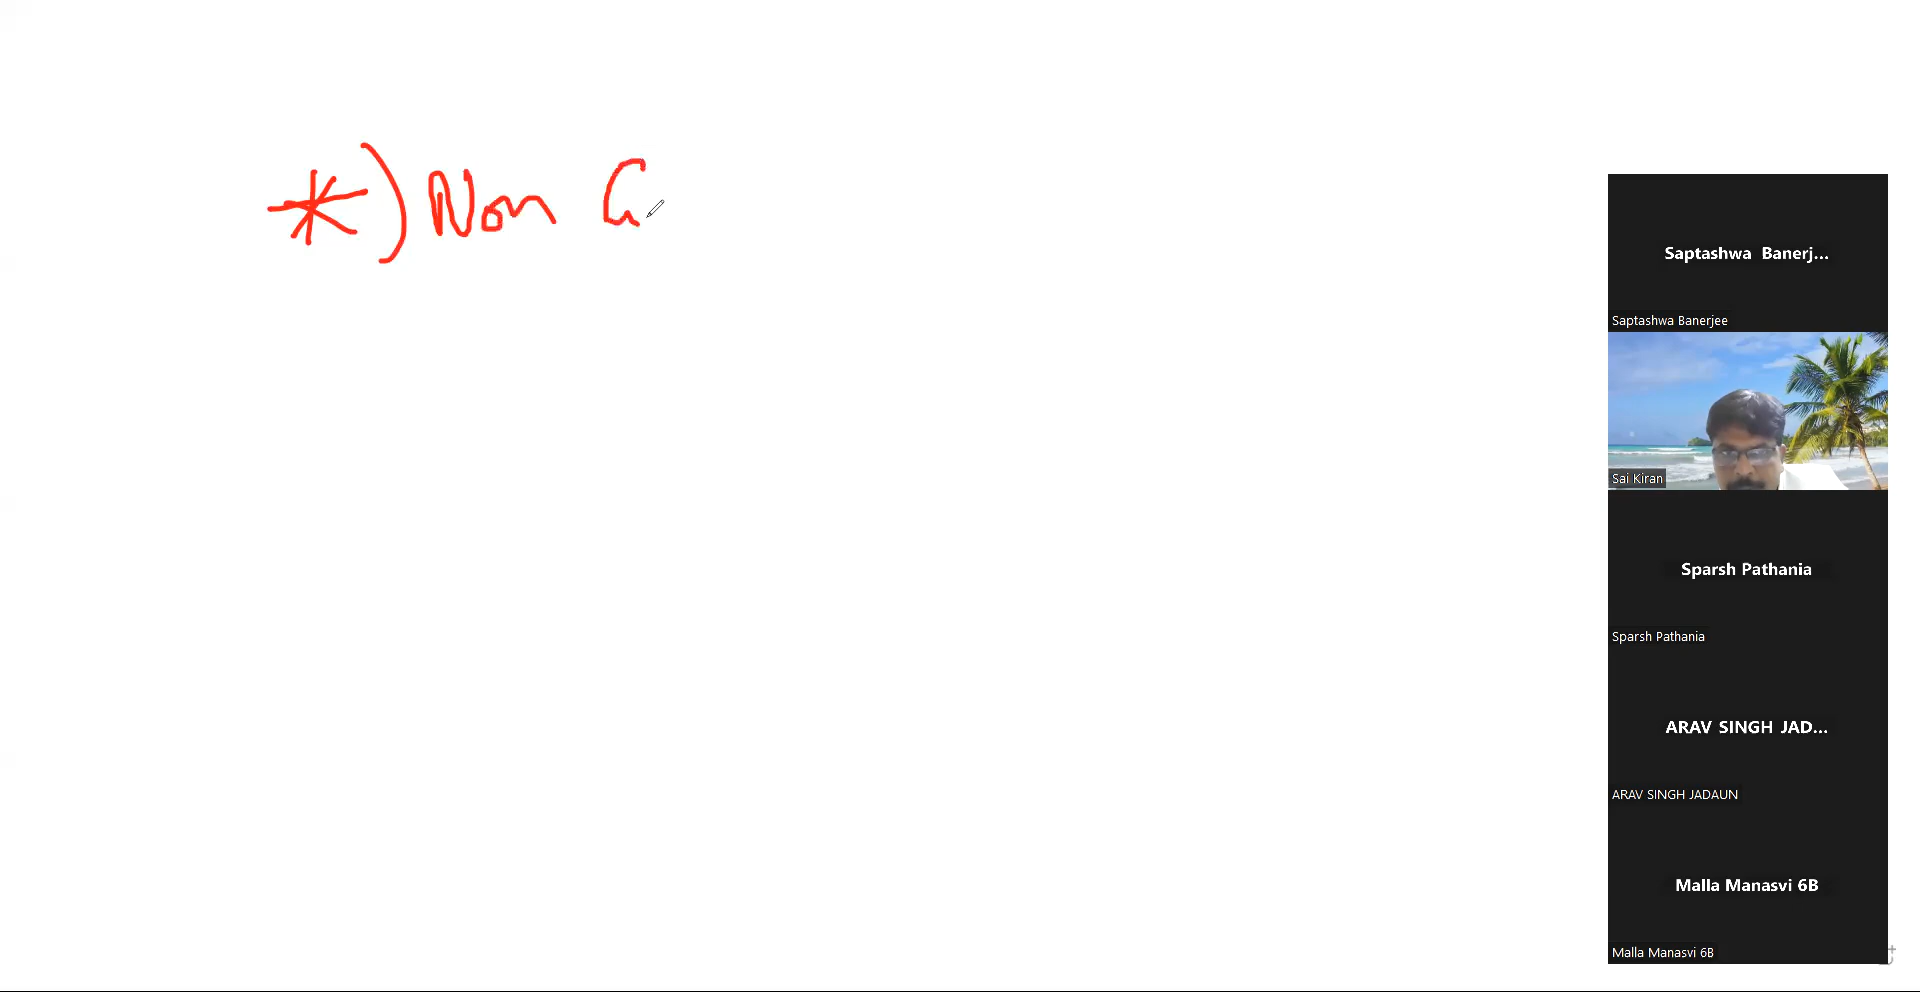 *) Non C
Saptashwa Banerj...
Saptashwa Banerjee
Sai Kiran
Sparsh Pathania
Sparsh Pathania
ARAV SINGH JAD...
ARAV SINGH JADAUN
Malla Manasvi 6B
Malla Manasvi 6B